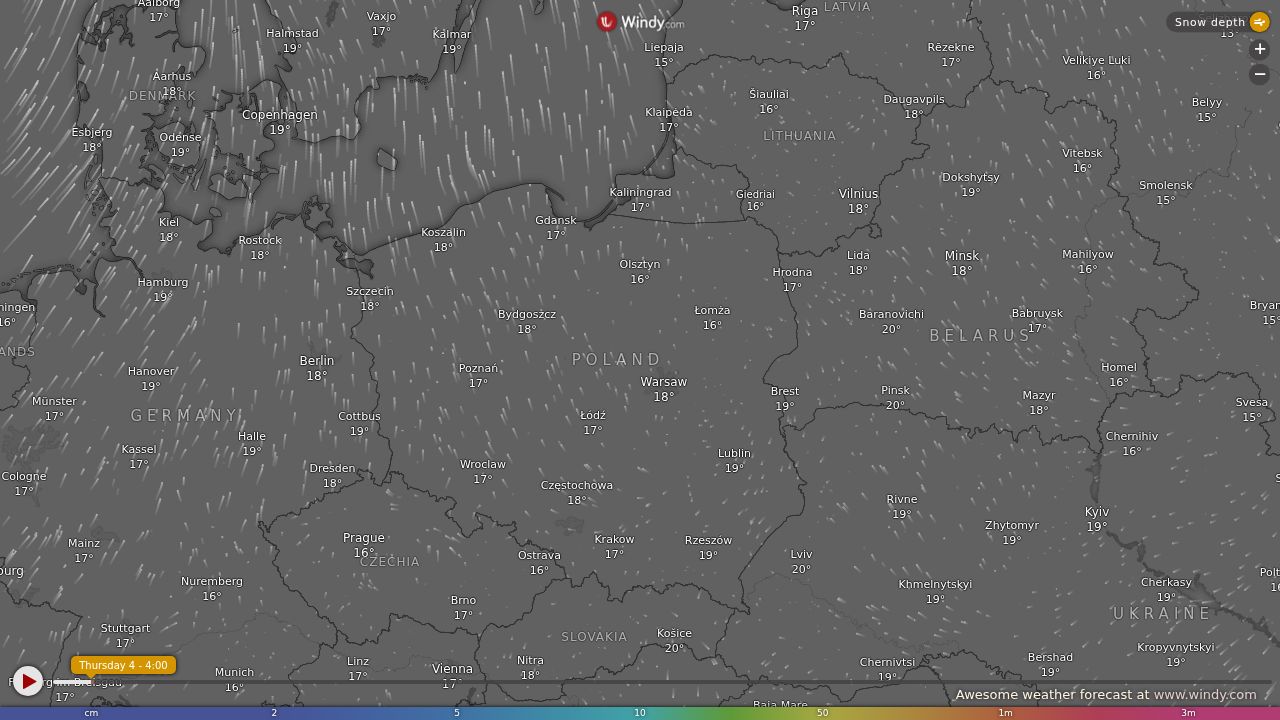 Aalborg
17°
Vaxjo
17°
Halmstad
19°
Kalmar
19°
Windy.com
Liepaja
15°
Riga
17°
LATVIA
Rēzekne
17°
Velikiye Luki
16°
13°
Snow depth
+
−
Aarhus
18°
DENMARK
Copenhagen
19°
Esbjerg
18°
Odense
19°
Klaipėda
17°
Šiauliai
16°
LITHUANIA
Daugavpils
18°
Belyy
15°
Vitebsk
16°
Smolensk
15°
Dokshytsy
19°
Kaliningrad
17°
Giedriai
16°
Vilnius
18°
Kiel
18°
Rostock
18°
Koszalin
18°
Gdansk
17°
Olsztyn
16°
Hrodna
17°
Lida
18°
Minsk
18°
Mahilyow
16°
Hamburg
19°
Szczecin
18°
Bydgoszcz
18°
Łomża
16°
Baranovichi
20°
Babruysk
17°
BELARUS
15°
16°
Hanover
19°
Berlin
18°
Poznań
17°
POLAND
Warsaw
18°
Brest
19°
Pinsk
20°
Mazyr
18°
Homel
16°
Svesa
15°
Münster
17°
GERMANY
Cottbus
19°
Łódź
17°
Kassel
17°
Halle
19°
Chernihiv
16°
Cologne
17°
Dresden
18°
Wroclaw
17°
Częstochowa
18°
Lublin
19°
Rivne
19°
Zhytomyr
19°
Kyiv
19°
Mainz
17°
Prague
16°
CZECHIA
Ostrava
16°
Krakow
17°
Rzeszów
19°
Lviv
20°
Nuremberg
16°
Brno
17°
Khmelnytskyi
19°
Cherkasy
19°
UKRAINE
Stuttgart
17°
SLOVAKIA
Košice
20°
Kropyvnytskyi
19°
Thursday 4 - 4:00
17°
Munich
16°
Linz
17°
Vienna
17°
Nitra
18°
Chernivtsi
19°
Bershad
19°
Baia Mare
Awesome weather forecast at www.windy.com
cm 2 5 10 50 1m 3m